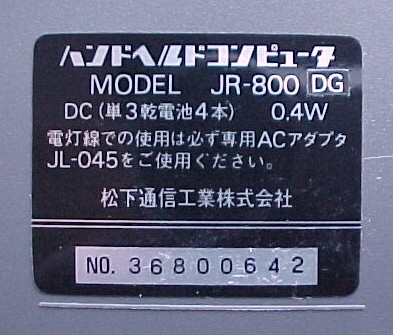 ハンドヘルドコンピュータ
MODEL JR-800 DG
DC (単3乾電池4本) 0.4W
電灯線での使用は必ず専用ACアダプタ
JL-045をご使用ください。
松下通信工業株式会社
NO. 36800642